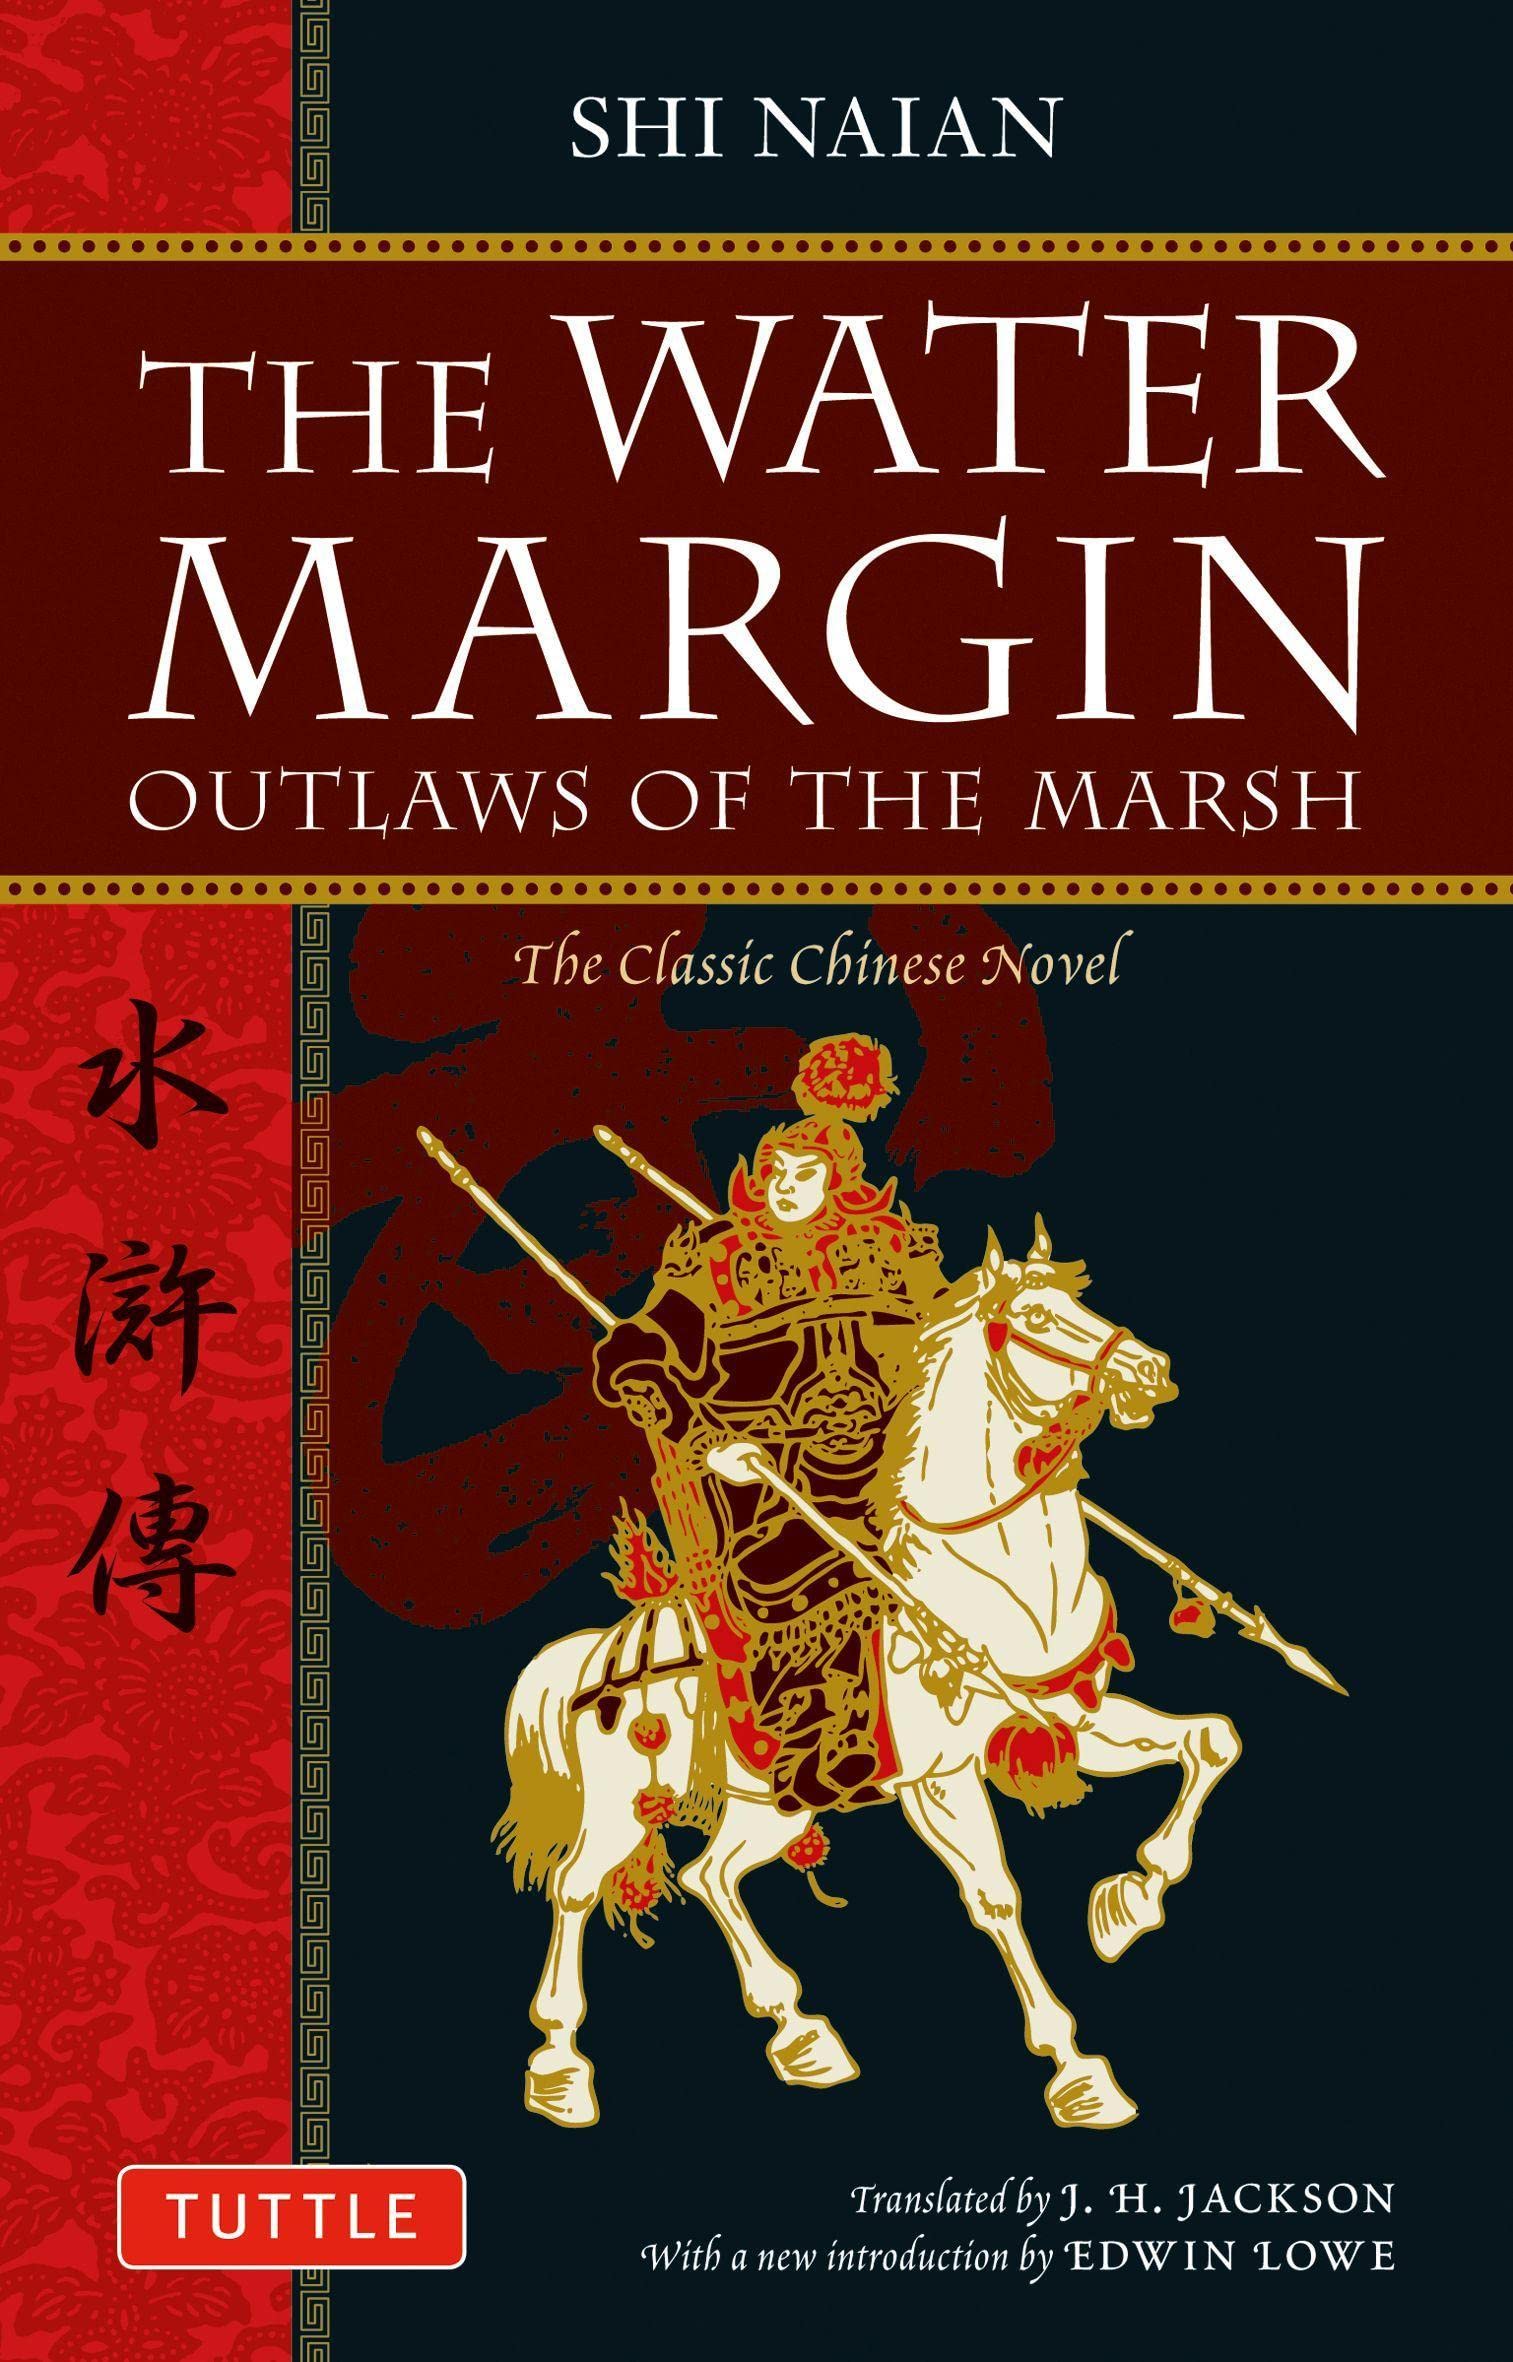 SHI NAIAN
THE WATER
MARGIN
OUTLAWS OF THE MARSH
The Classic Chinese Novel
水
滸
傳
TUTTLE
Translated by J. H. JACKSON
With a new introduction by EDWIN LOWE